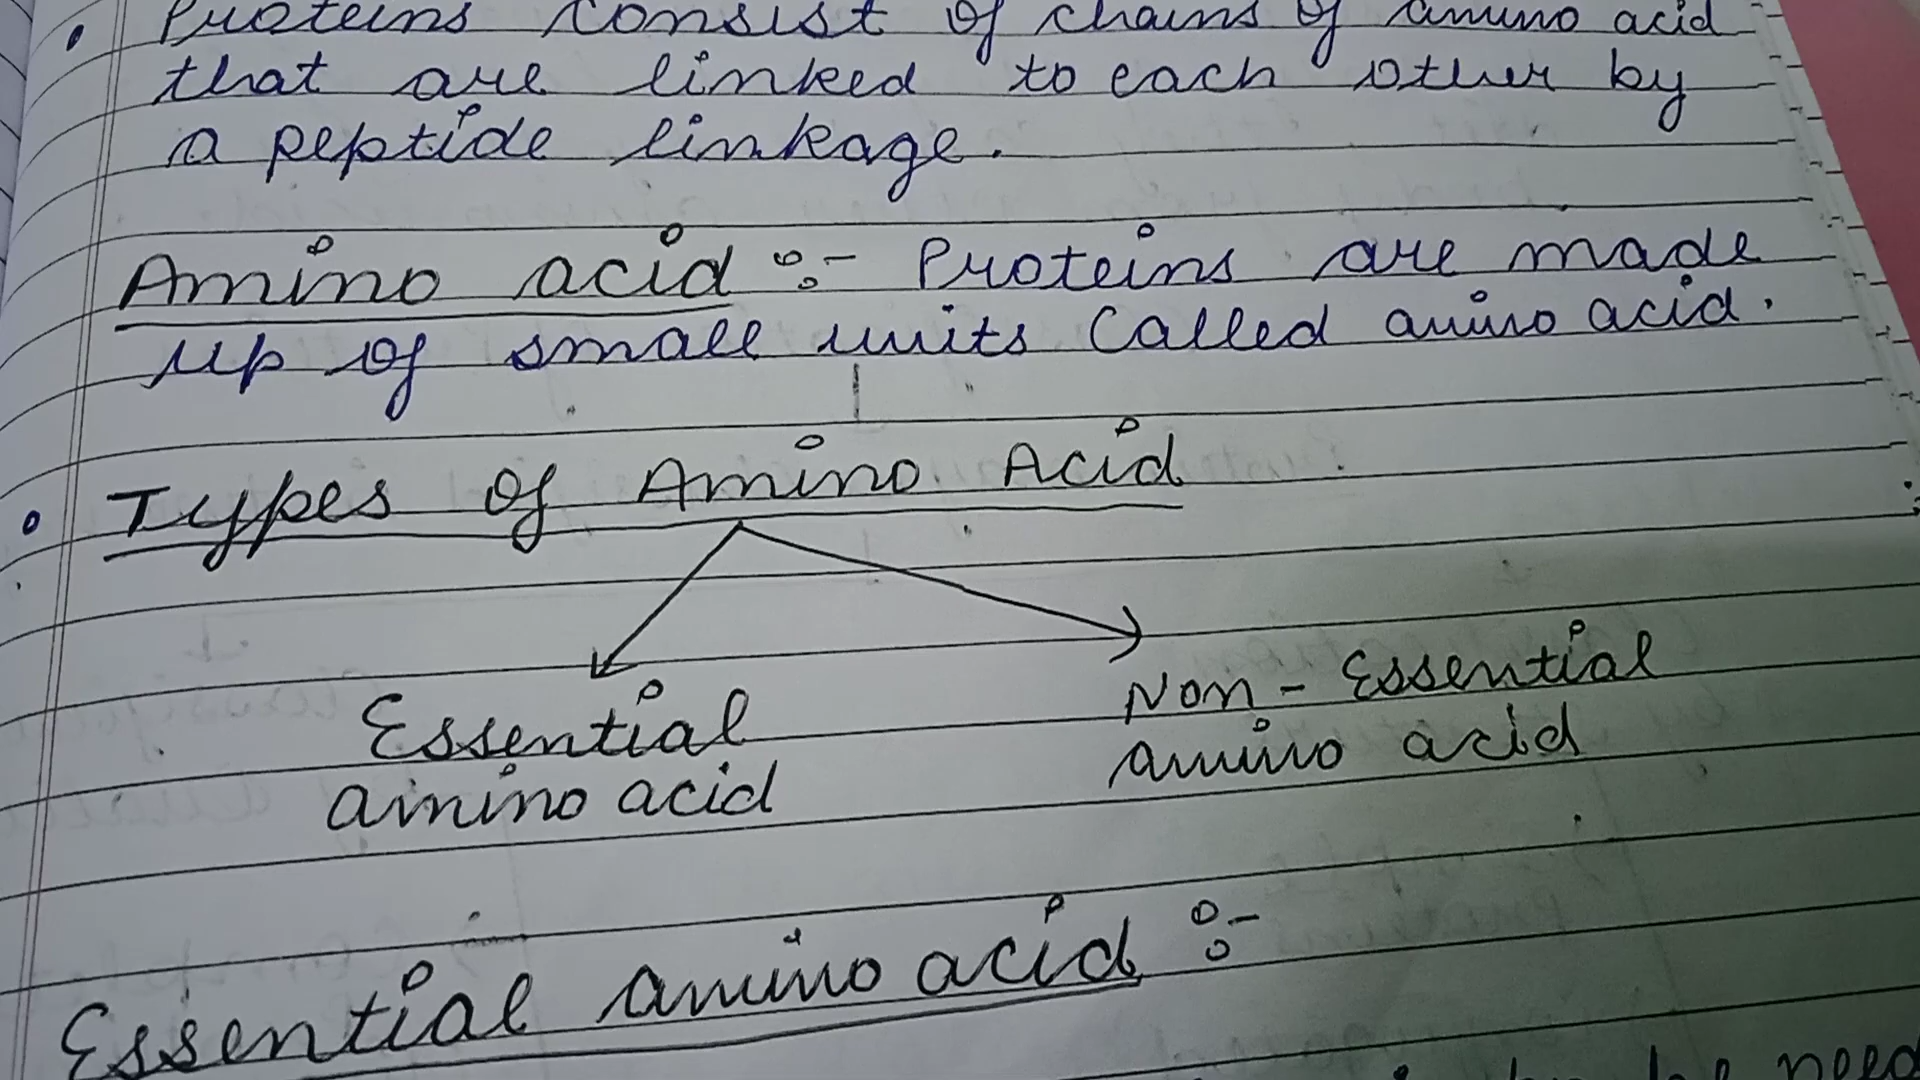 Proteins consist of chains of amino acid
that are linked to each other by
a peptide linkage.
Amino acid :- Proteins are made
up of small units Called amino acid.
Types of Amino Acid
Essential
amino acid
Non - Essential
amino acid
Essential amino acid :-
need